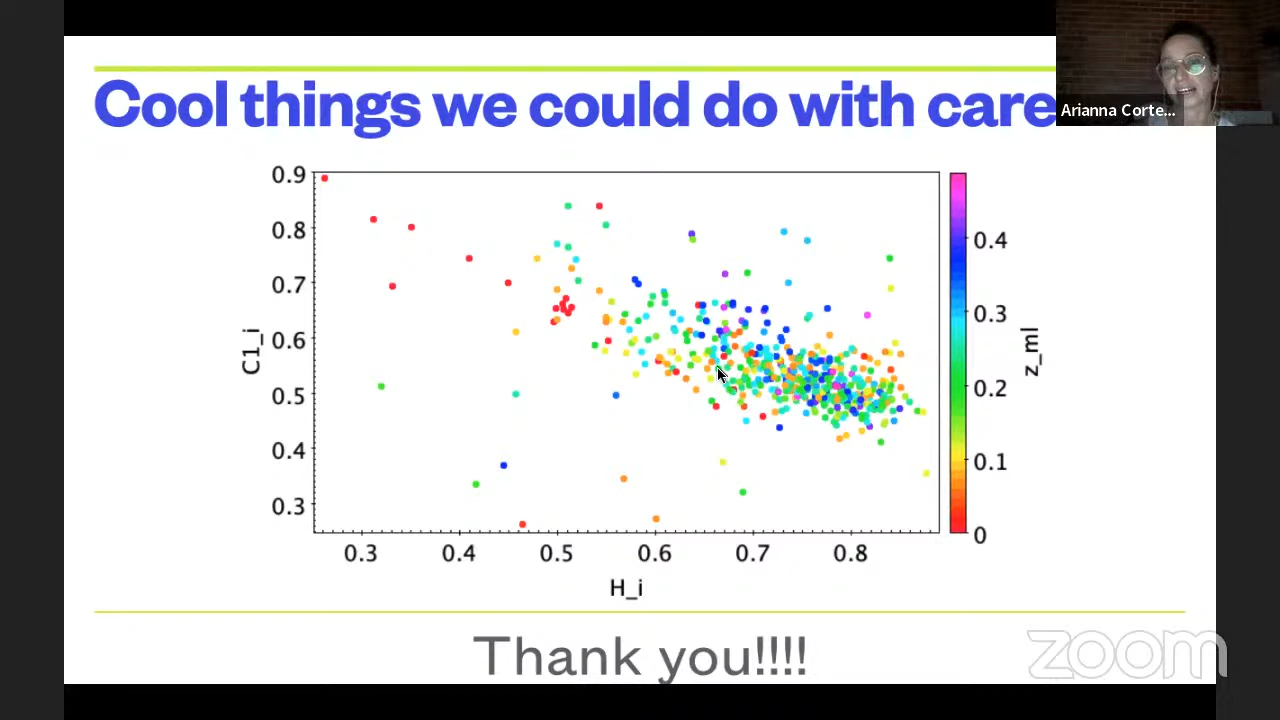 Cool things we could do with care
Arianna Corte...
0.9
0.8
0.7
0.6
0.5
0.4
0.3
C1_i
0.3 0.4 0.5 0.6 0.7 0.8
H_i
0.4
0.3
0.2
0.1
0
z_ml
Thank you!!!!
zoom